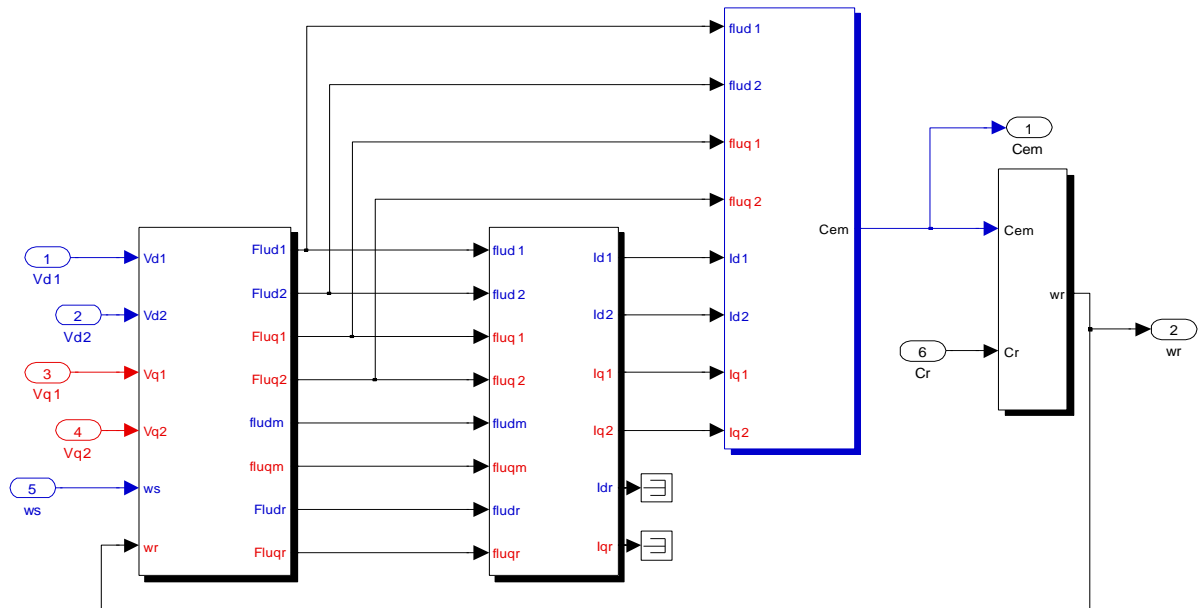 flud 1
flud 2
fluq 1
fluq 2
Id1
Id2
Iq1
Iq2
Cem
1
Cem
1
Vd1
2
Vd2
3
Vq1
4
Vq2
5
ws
Vd1
Vd2
Vq1
Vq2
ws
wr
Flud1
Flud2
Fluq1
Fluq2
fludm
fluqm
Fludr
Fluqr
flud 1
flud 2
fluq 1
fluq 2
fludm
fluqm
fludr
fluqr
Id1
Id2
Iq1
Iq2
Idr
Iqr
6
Cr
Cem
Cr
wr
2
wr